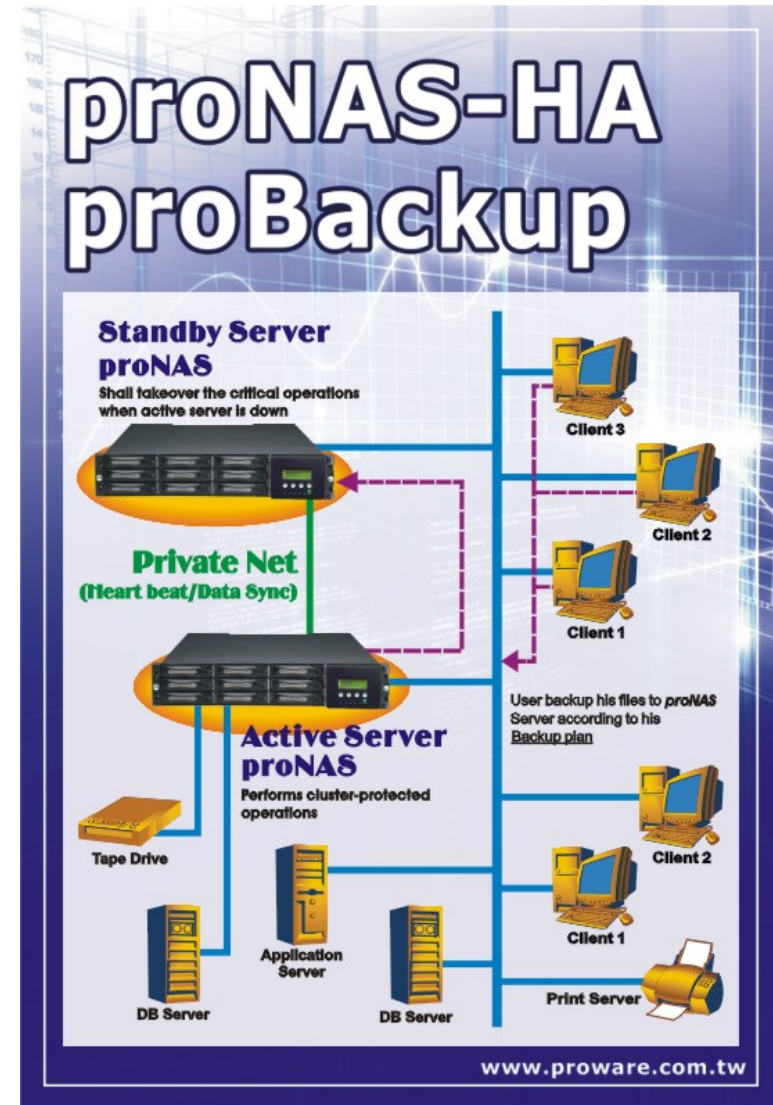 proNAS-HA
proBackup
Standby Server
proNAS
Shall takeover the critical operations
when active server is down
Client 3
Client 2
Private Net
(Heart beat/Data Sync)
Client 1
User backup his files to proNAS
Server according to his
Backup plan
Active Server
proNAS
Performs cluster-protected
operations
Tape Drive
Client 2
Application
Server
Client 1
DB Server
DB Server
Print Server
www.proware.com.tw